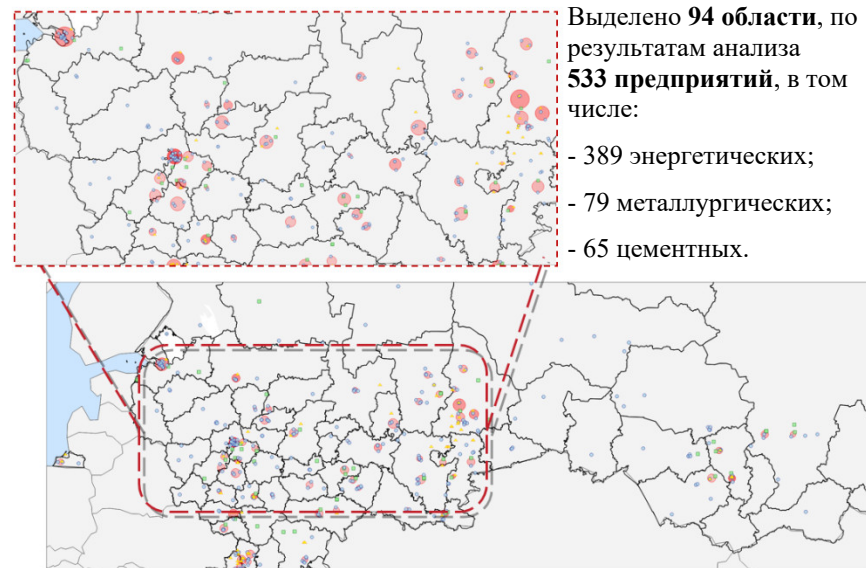 Выделено 94 области, по
результатам анализа
533 предприятий, в том
числе:
- 389 энергетических;
- 79 металлургических;
- 65 цементных.